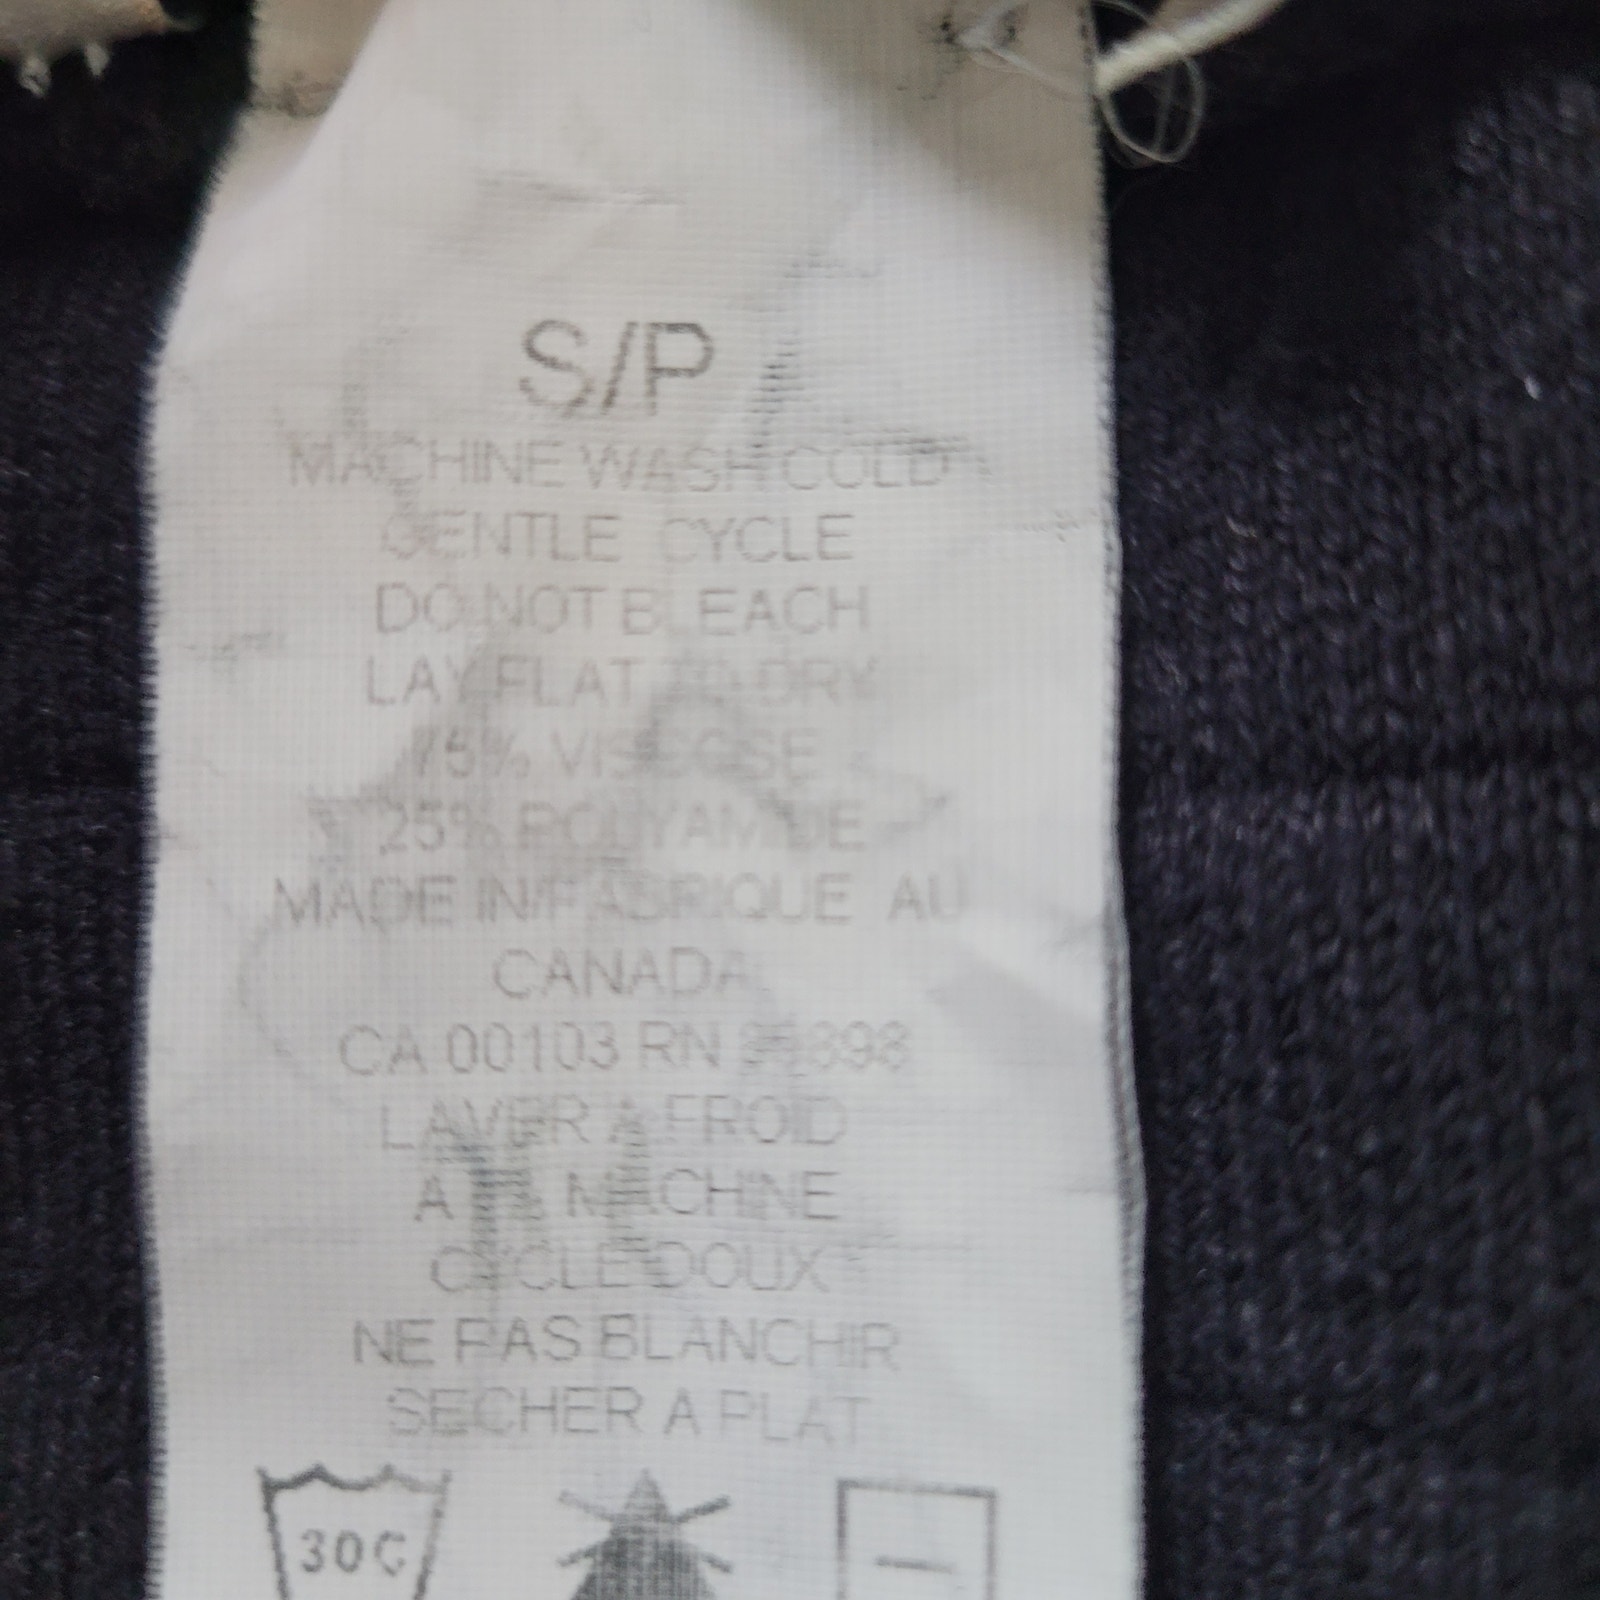 S/P
MACHINE WASH COLD
GENTLE CYCLE
DO NOT BLEACH
LAY FLAT TO DRY
75% VISCOSE
25% POLYAMIDE
MADE IN/FABRIQUE AU
CANADA
CA 00103 RN
LAVER A FROID
A LA MACHINE
CYCLE DOUX
NE PAS BLANCHIR
SECHER A PLAT
30C